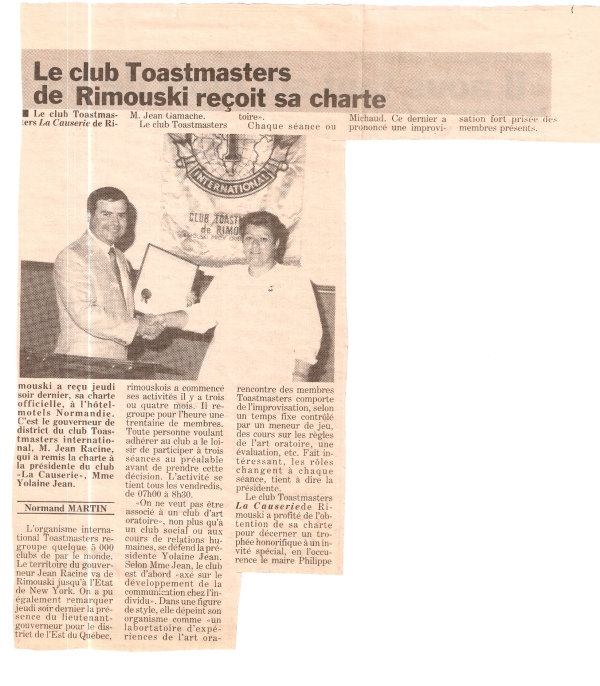 Le club Toastmasters
de Rimouski reçoit sa charte
■ Le club Toastmas-
ters La Causerie de Ri-
mouski a reçu jeudi
soir dernier, sa charte
officielle, à l'hôtel-
motels Normandie.
C'est le gouverneur de
district du club Toas-
tmasters internatio-
nal, M. Jean Racine,
qui a remis la charte à
la présidente du club
«La Causerie», Mme
Yolaine Jean.
Normand MARTIN
L'organisme interna-
tional Toastmasters re-
groupe quelque 5 000
clubs de par le monde.
Le territoire du gouver-
neur Jean Racine va de
Rimouski jusqu'à l'Etat
de New York. On a pu
également remarquer
jeudi soir dernier la pré-
sence du lieutenant-
gouverneur pour le dis-
trict de l'Est du Québec,
M. Jean Gamache.
Le club Toastmasters
rimouskois a commencé
ses activités il y a trois
ou quatre mois. Il re-
groupe pour l'heure une
trentaine de membres.
Toute personne voulant
adhérer au club a le loi-
sir de participer à trois
séances au préalable
avant de prendre cette
décision. L'activité se
tient tous les vendredis,
de 07h00 à 8h30.
«On ne veut pas être
associé à un club d'art
oratoire», non plus qu'à
un club social ou aux
cours de relations hu-
maines, se défend la pré-
sidente Yolaine Jean.
Selon Mme Jean, le club
est d'abord «axé sur le
développement de la
communication chez l'in-
dividu». Dans une figure
de style, elle dépeint son
organisme comme «un
labortatoire d'expé-
riences de l'art ora-
toire».
Chaque séance ou
rencontre des membres
Toastmasters comporte
de l'improvisation, selon
un temps fixe contrôlé
par un meneur de jeu,
des cours sur les règles
de l'art oratoire, une
évaluation, etc. Fait in-
téressant, les rôles
changent à chaque
séance, tient à dire la
présidente.
Le club Toastmasters
La Causerie de Ri-
mouski a profité de l'ob-
tention de sa charte
pour décerner un tro-
phée honorifique à un in-
vité spécial, en l'occu-
rence le maire Philippe
Michaud. Ce dernier a
prononcé une improvi-
sation fort prisée des
membres présents.
INTERNATIONAL
CLUB TOAST
de RIMO